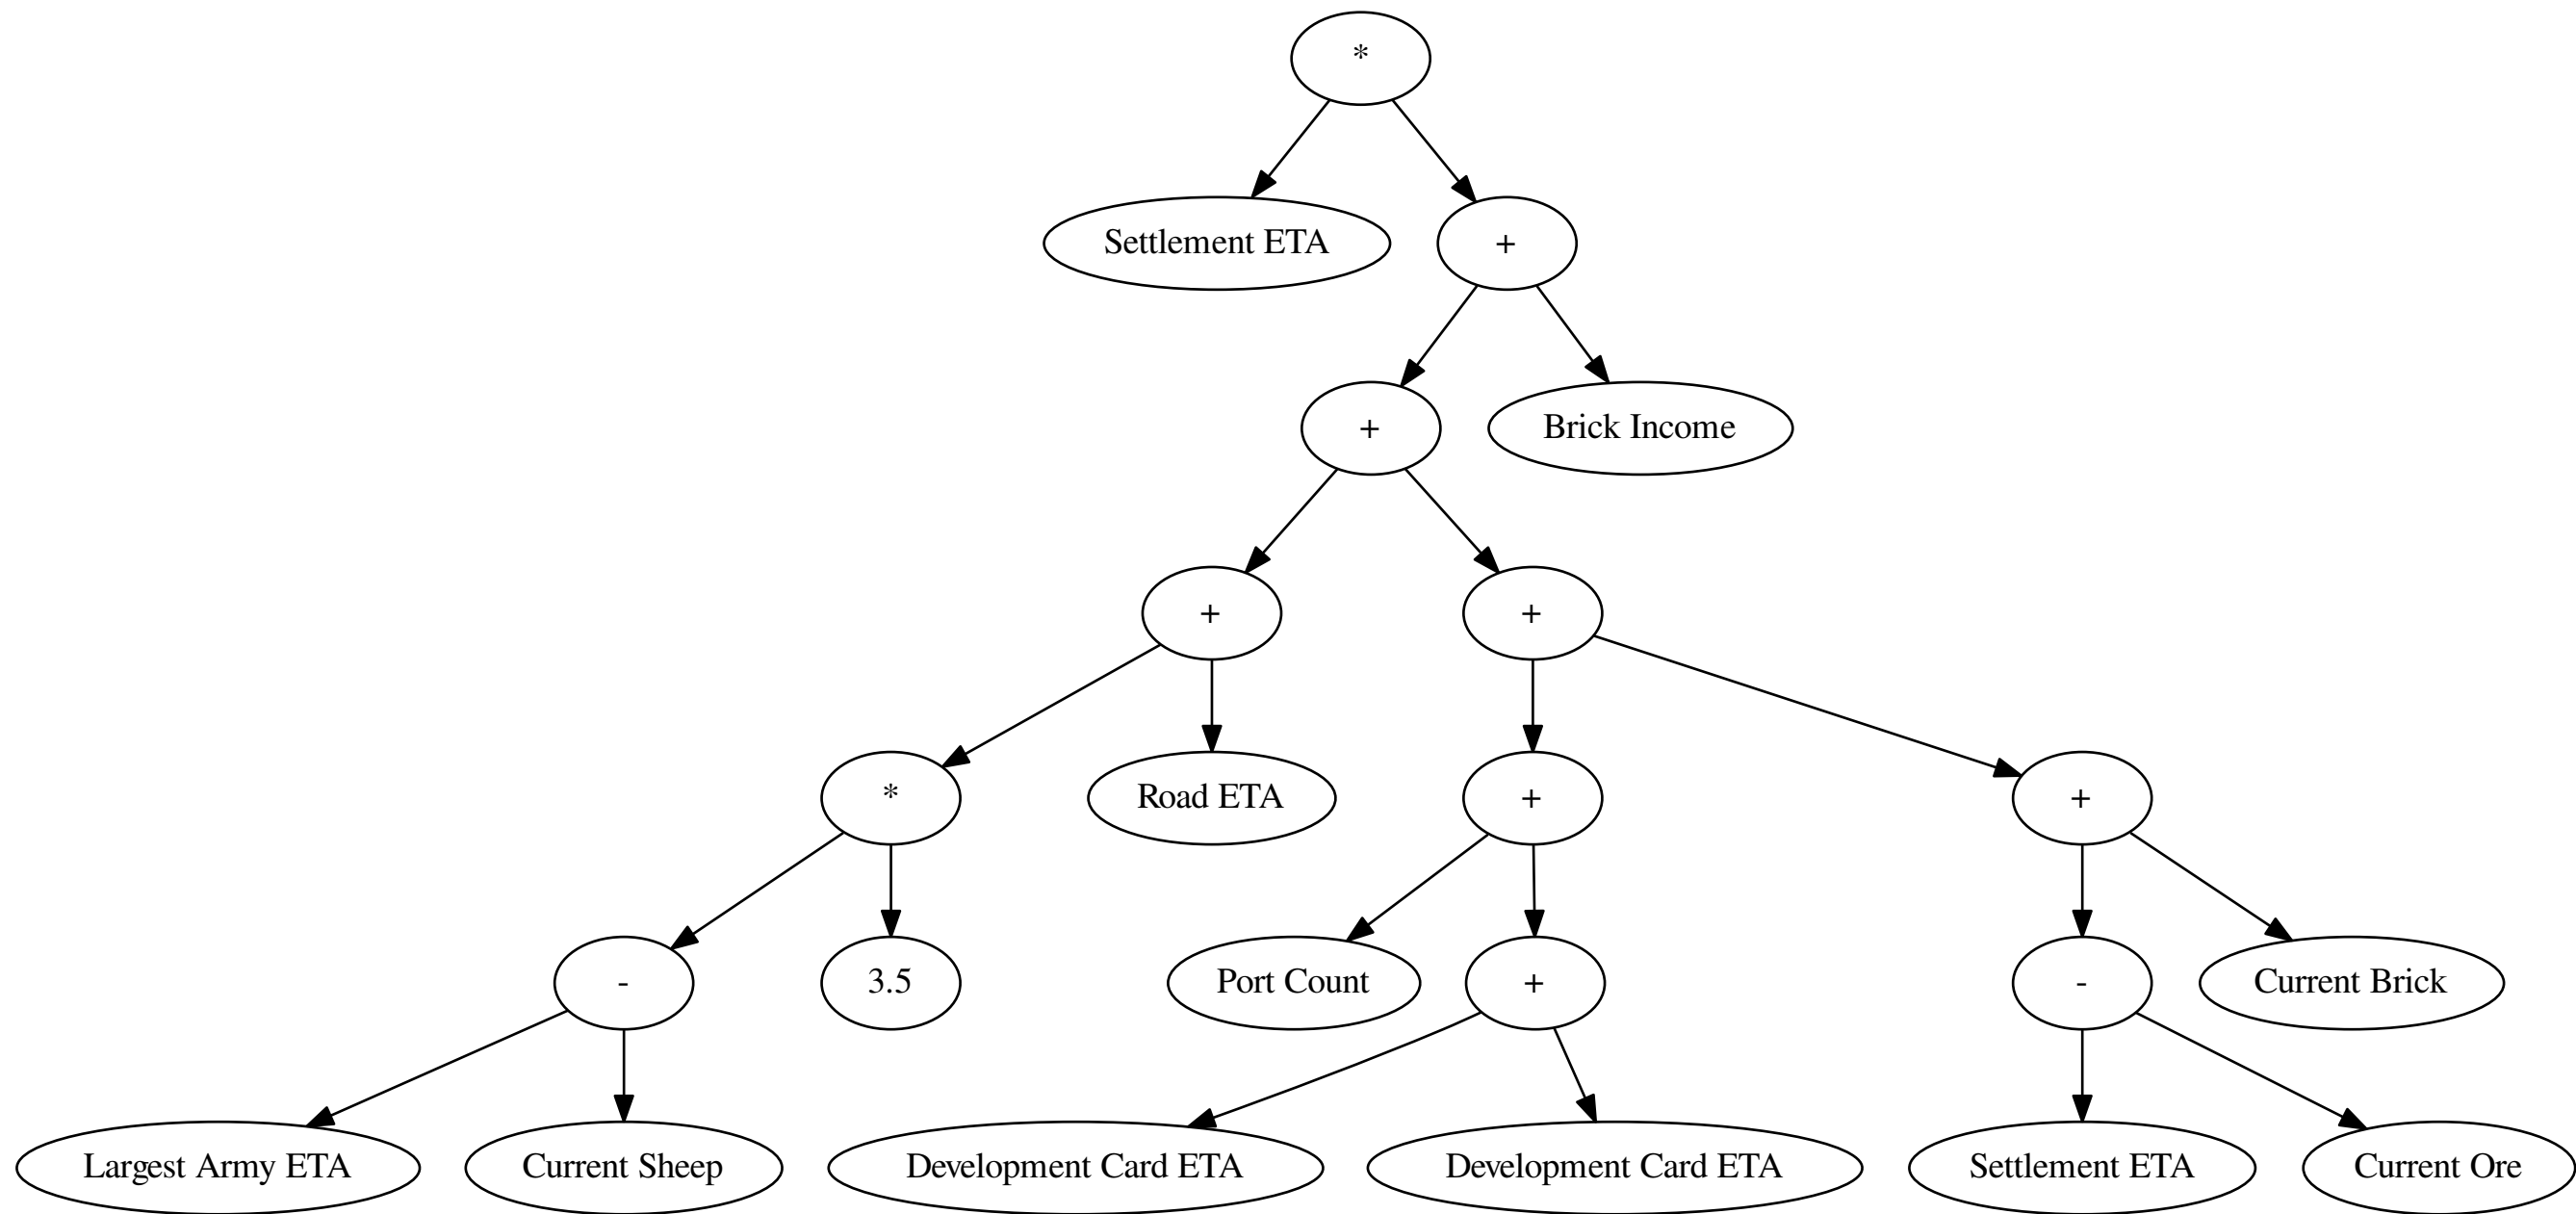 *
Settlement ETA
+
+
Brick Income
+
+
*
Road ETA
+
+
-
3.5
Port Count
+
-
Current Brick
Largest Army ETA
Current Sheep
Development Card ETA
Development Card ETA
Settlement ETA
Current Ore